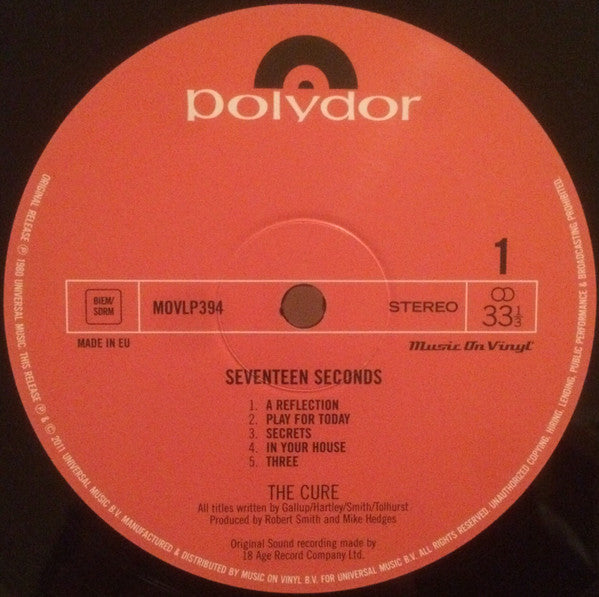 polydor
1
BIEM/
SDRM
MOVLP394
STEREO
33⅓
MADE IN EU
Music On Vinyl
SEVENTEEN SECONDS
1. A REFLECTION
2. PLAY FOR TODAY
3. SECRETS
4. IN YOUR HOUSE
5. THREE
THE CURE
All titles written by Gallup/Hartley/Smith/Tolhurst
Produced by Robert Smith and Mike Hedges
Original Sound recording made by
18 Age Record Company Ltd.
ORIGINAL RELEASE ℗ 1980 UNIVERSAL MUSIC. THIS RELEASE ℗ & © 2011 UNIVERSAL MUSIC B.V. MANUFACTURED & DISTRIBUTED BY MUSIC ON VINYL B.V. FOR UNIVERSAL MUSIC B.V. ALL RIGHTS RESERVED. UNAUTHORIZED COPYING, HIRING, LENDING, PUBLIC PERFORMANCE & BROADCASTING PROHIBITED.